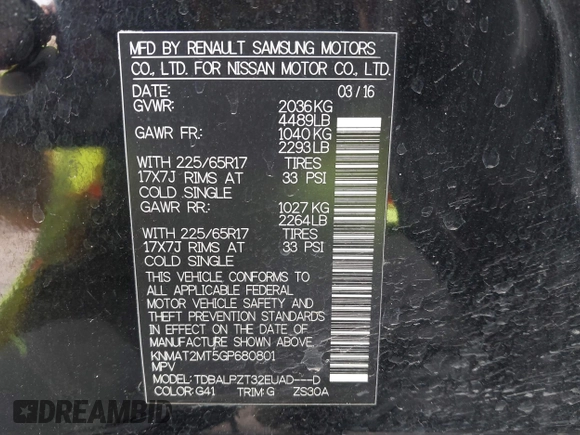 MFD BY RENAULT SAMSUNG MOTORS
CO., LTD. FOR NISSAN MOTOR CO., LTD.
DATE: 03/16
GVWR: 2036KG
4489LB
GAWR FR: 1040KG
2293LB
WITH 225/65R17 TIRES
17X7J RIMS AT 33 PSI
COLD SINGLE -
GAWR RR: 1027KG
2264LB
WITH 225/65R17 TIRES
17X7J RIMS AT 33 PSI
COLD SINGLE
THIS VEHICLE CONFORMS TO
ALL APPLICABLE FEDERAL
MOTOR VEHICLE SAFETY AND
THEFT PREVENTION STANDARDS
IN EFFECT ON THE DATE OF
MANUFACTURE SHOWN ABOVE.
KNMAT2MT5GP680801
MPV
MODEL: TDBALPZT32EUAD---D
COLOR: G41 TRIM: G ZS30A
DREAMBID